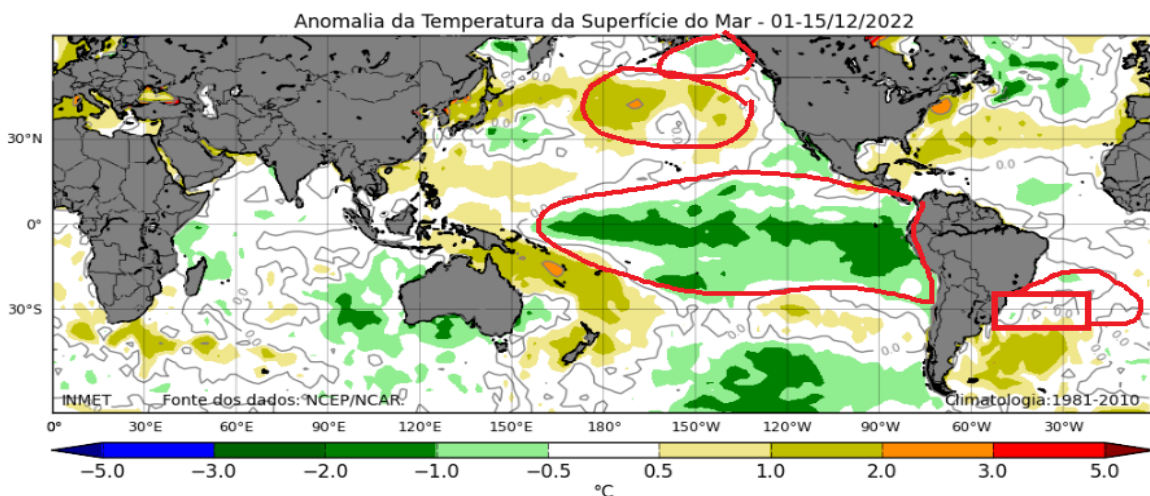 Anomalia da Temperatura da Superfície do Mar - 01-15/12/2022
30°N
0°
30°S
INMET Fonte dos dados: NCEP/NCAR. Climatologia:1981-2010
0° 30°E 60°E 90°E 120°E 150°E 180° 150°W 120°W 90°W 60°W 30°W
−5.0 −3.0 −2.0 −1.0 −0.5 0.5 1.0 2.0 3.0 5.0
°C